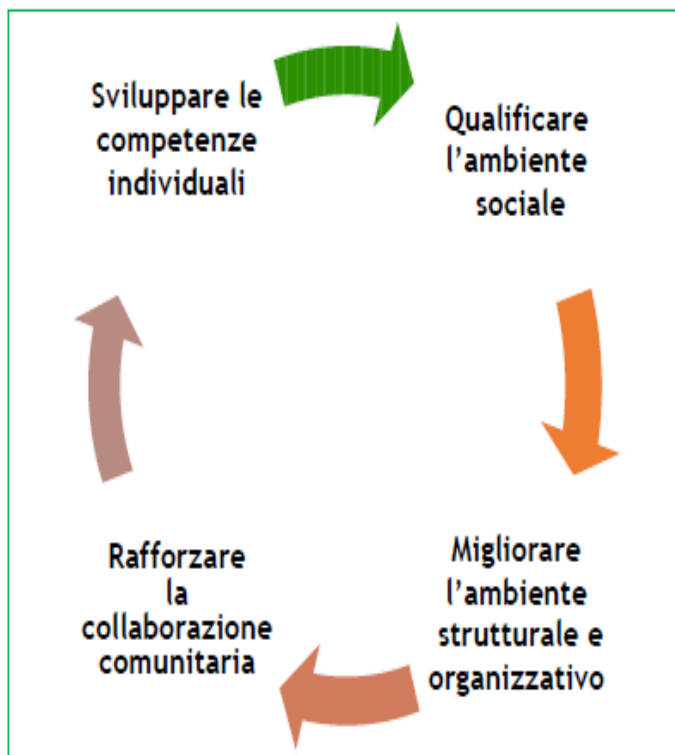 Sviluppare le
competenze
individuali
Qualificare
l'ambiente
sociale
Migliorare
l'ambiente
strutturale e
organizzativo
Rafforzare
la
collaborazione
comunitaria